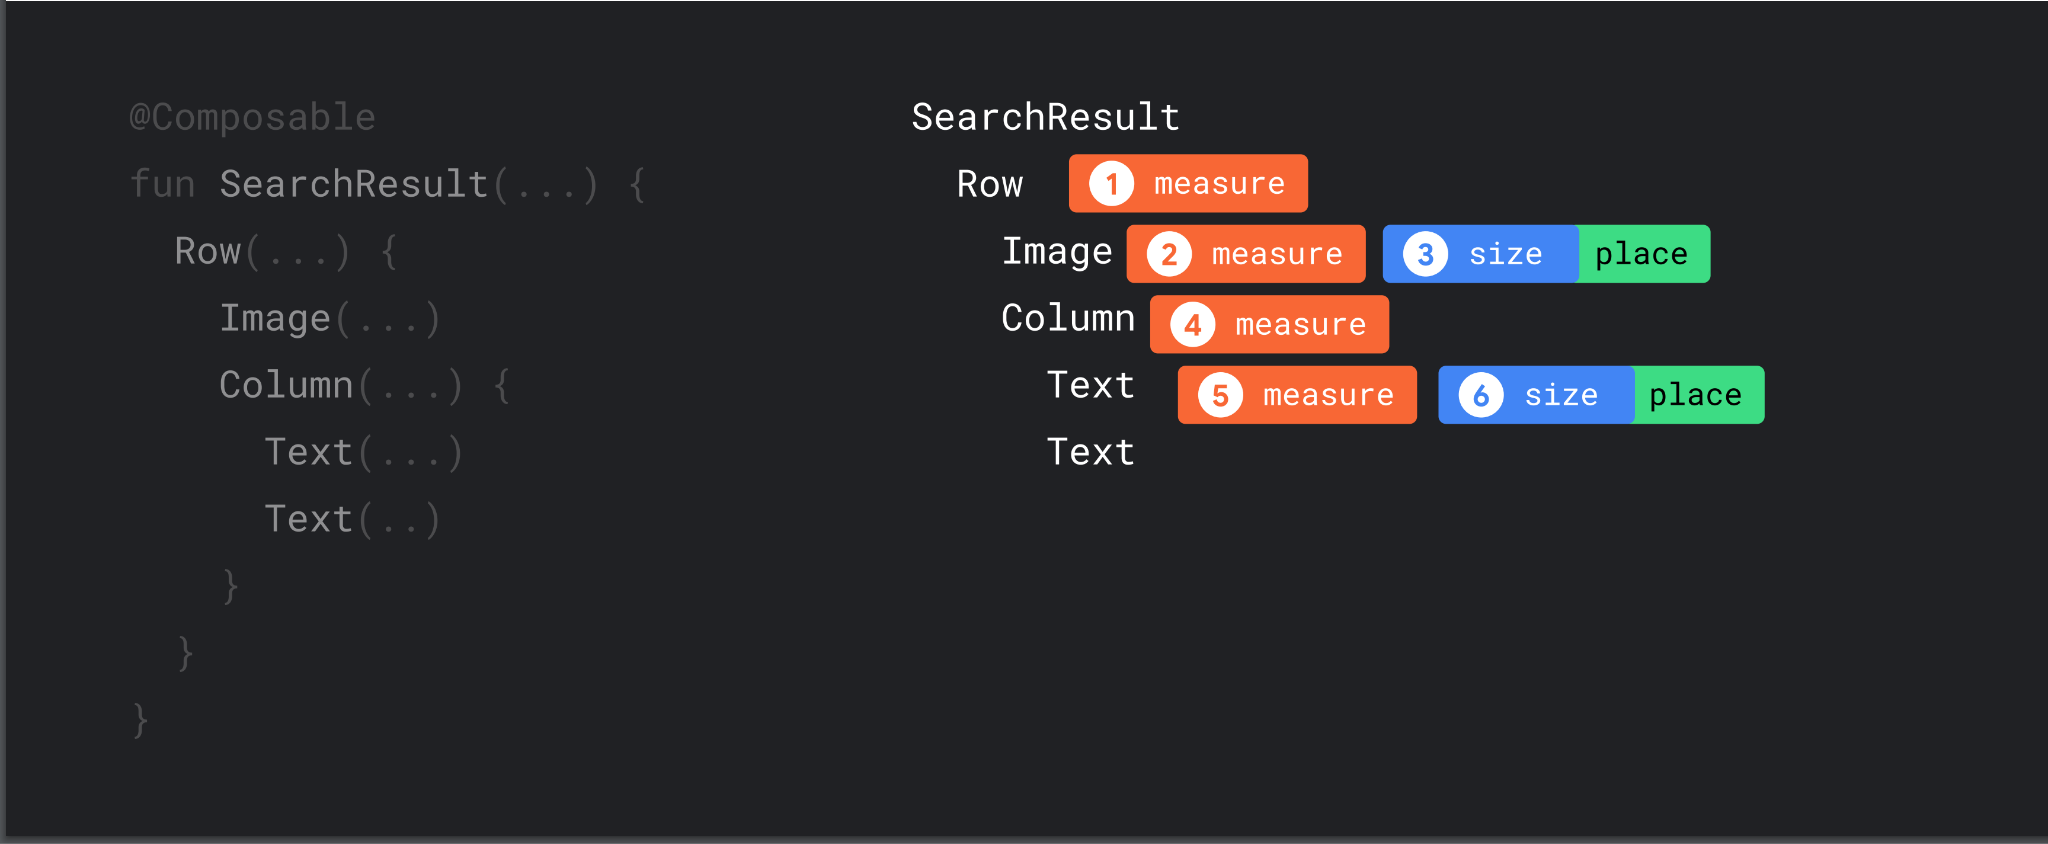 @Composable
fun SearchResult(...) {
Row(...) {
Image(...)
Column(...) {
Text(...)
Text(..)
}
}
}
SearchResult
Row 1 measure
Image 2 measure 3 size place
Column 4 measure
Text 5 measure 6 size place
Text